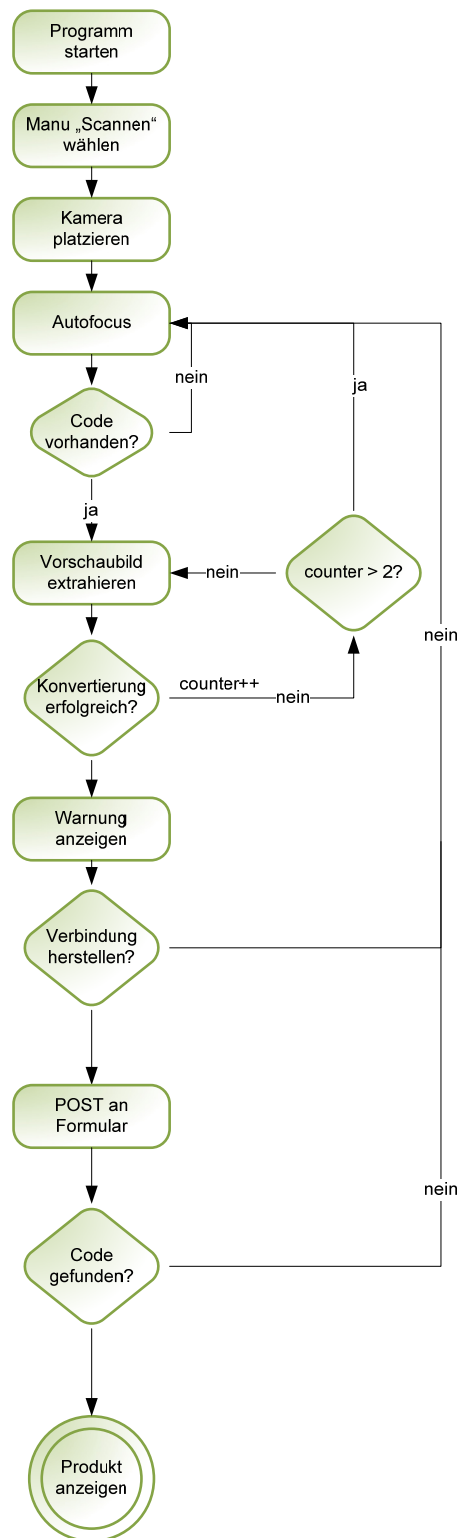 Programm
starten
Manu „Scannen“
wählen
Kamera
platzieren
Autofocus
nein
ja
Code
vorhanden?
ja
Vorschaubild
extrahieren
nein
counter > 2?
nein
Konvertierung
erfolgreich?
counter++
nein
Warnung
anzeigen
Verbindung
herstellen?
POST an
Formular
nein
Code
gefunden?
Produkt
anzeigen